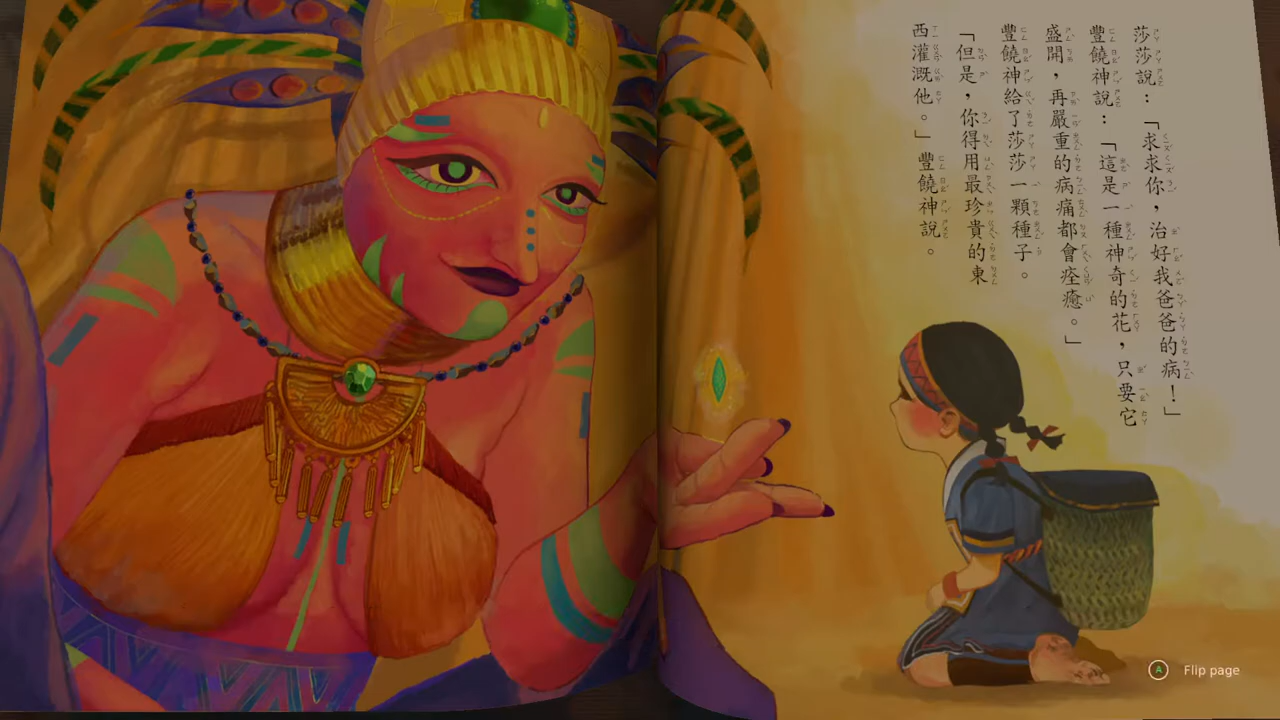 莎莎說：「求求你，治好我爸爸的病！」
豐饒神說：「這是一種神奇的花，只要它
盛開，再嚴重的病痛都會痊癒。」
豐饒神給了莎莎一顆種子。
「但是，你得用最珍貴的東
西灌溉他。」豐饒神說。
A Flip page